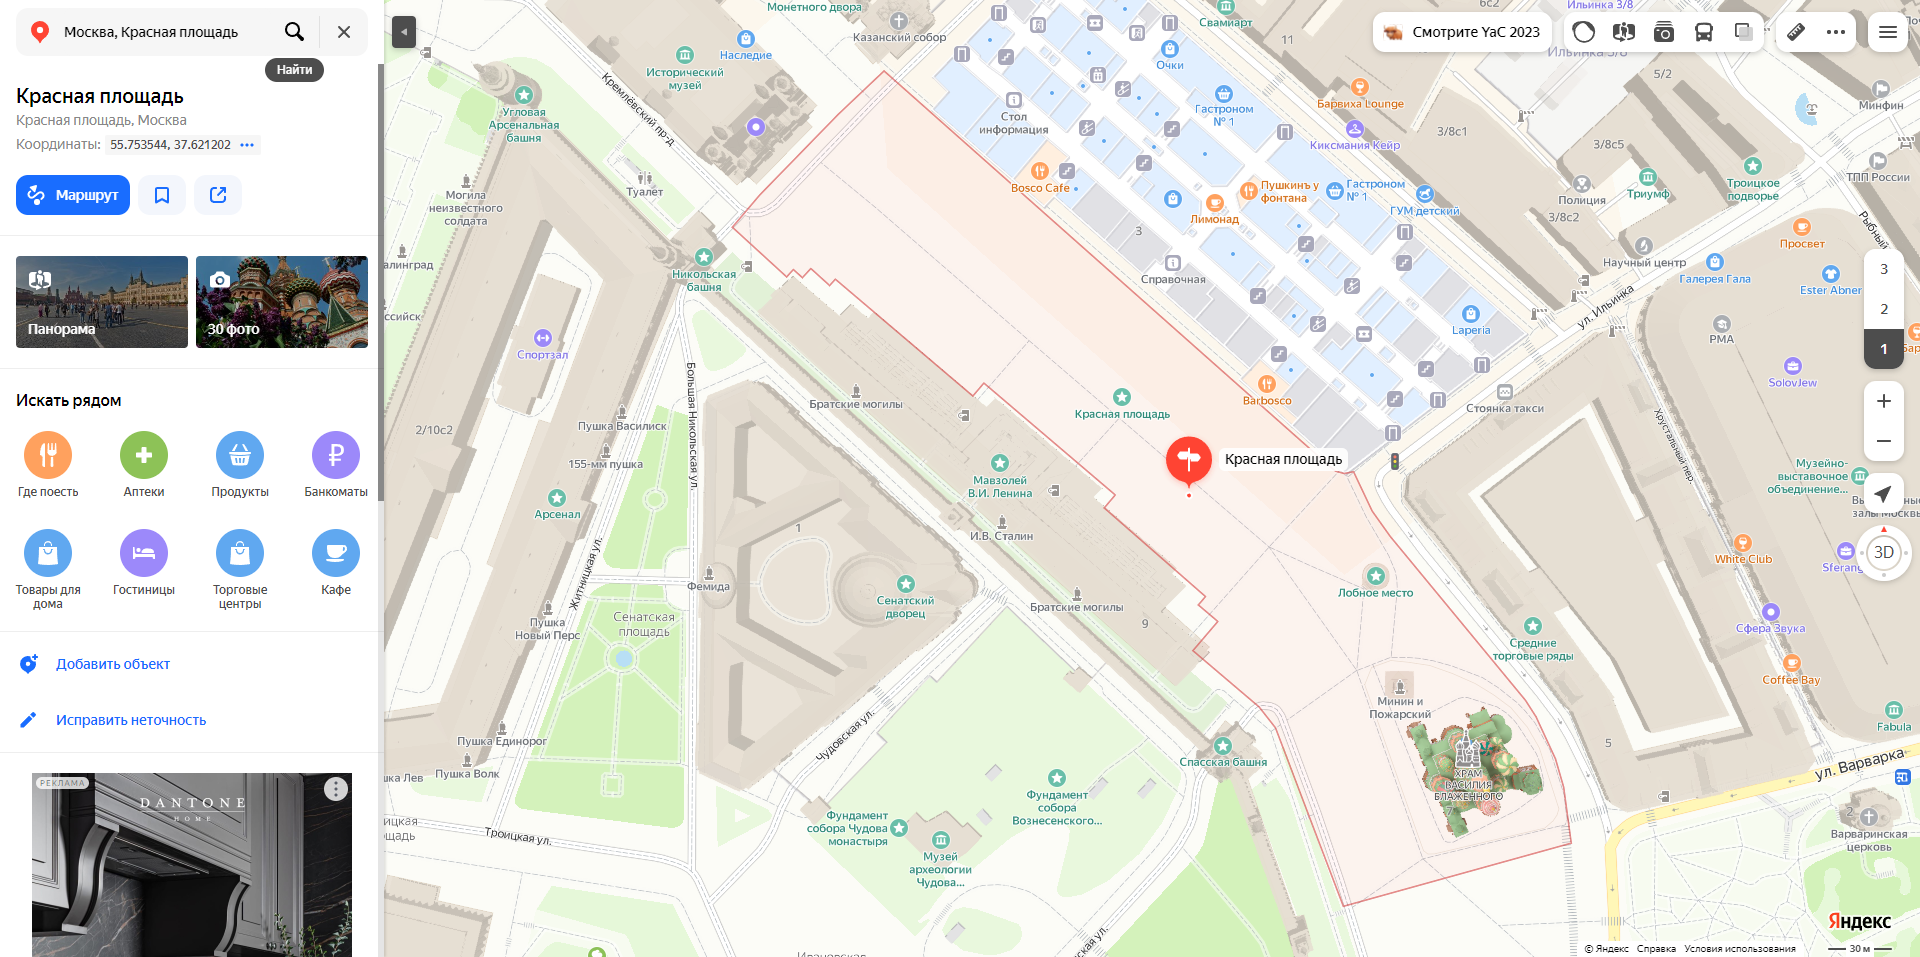 Москва, Красная площадь
Найти
Красная площадь
Красная площадь, Москва
Координаты: 55.753544, 37.621202
Маршрут
Панорама
30 фото
Искать рядом
Где поесть
Аптеки
Продукты
Банкоматы
Товары для
дома
Гостиницы
Торговые
центры
Кафе
Добавить объект
Исправить неточность
РЕКЛАМА
DANTONE
HOME
Монетного двора
Казанский собор
Свамиарт
Ильинка 3/8
6с2
11
Смотрите YaC 2023
Наследие
Исторический
музей
Кремлёвский пр-д
Угловая
Арсенальная
башня
Очки
Гастроном
№ 1
Стол
информация
Барвиха Lounge
5/2
Минфин
3/8с1
3/8с5
Киксмания Кейр
Туалет
Bosco Cafe
Пушкинъ у
фонтана
Гастроном
№ 1
ГУМ детский
Лимонад
Полиция
3/8с2
Триумф
Троицкое
подворье
ТПП России
Рыбный
Могила
неизвестного
солдата
3
Просвет
Научный центр
Галерея Гала
Ester Abner
алинград
Никольская
башня
Справочная
3
2
1
ссийск
ул. Ильинка
Laperia
РМА
Бар
Спортзал
SolovJew
Большая Никольская ул.
Братские могилы
Красная площадь
Barbosco
Стоянка такси
Хрустальный пер.
2/10с2
Пушка Василиск
155-мм пушка
Красная площадь
Музейно-
выставочное
объединение...
Мавзолей
В.И. Ленина
Арсенал
1
И.В. Сталин
3D
White Club
Sferang
Житницкая ул.
Фемида
Сенатский
дворец
Братские могилы
9
Лобное место
Сенатская
площадь
Пушка
Новый Перс
Сфера Звука
Средние
торговые ряды
Coffee Bay
Минин и
Пожарский
Fabula
Чудовская ул.
Пушка Единорог
5
Спасская башня
ул. Варварка
Пушка Волк
шка Лев
ХРАМ
ВАСИЛИЯ
БЛАЖЕННОГО
Фундамент
собора
Вознесенского...
2
Фундамент
собора Чудова
монастыря
Варваринская
церковь
Троицкая ул.
ицкая
щадь
Музей
археологии
Чудова...
Яндекс
© Яндекс Справка Условия использования
30 м